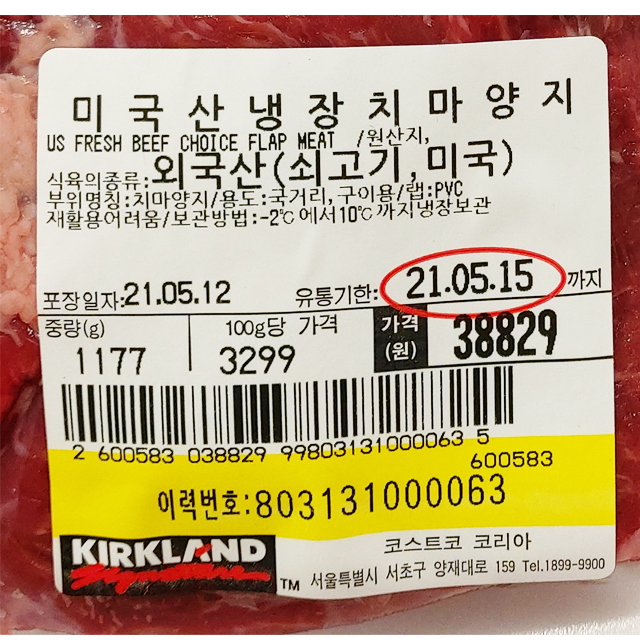 미국산냉장치마양지
US FRESH BEEF CHOICE FLAP MEAT /원산지,
식육의종류:외국산(쇠고기,미국)
부위명칭:치마양지/용도:국거리,구이용/랩:PVC
재활용어려움/보관방법:-2℃에서10℃까지냉장보관
포장일자:21.05.12 유통기한: 21.05.15 까지
중량(g) 100g당 가격 가격(원) 38829
1177 3299
2 600583 038829 99803131000063 5
600583
이력번호:803131000063
KIRKLAND
Signature™
코스트코 코리아
서울특별시 서초구 양재대로 159 Tel.1899-9900